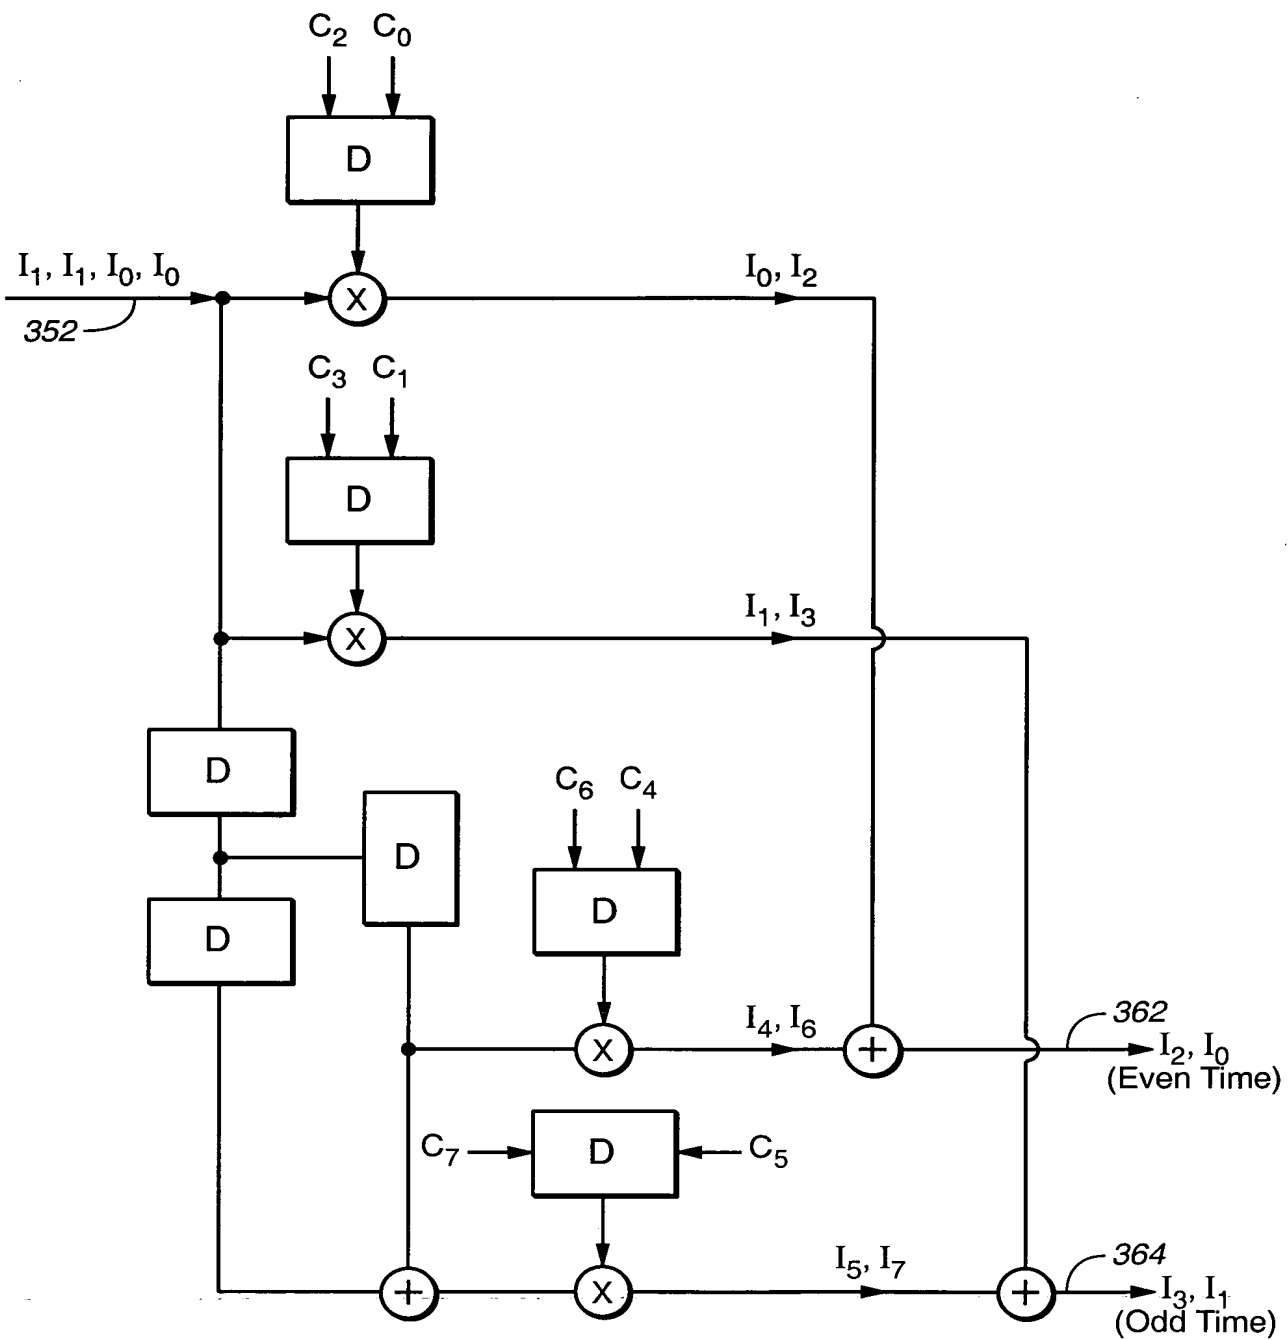 C₂ C₀
D
I₁, I₁, I₀, I₀
X
I₀, I₂
352
C₃ C₁
D
I₁, I₃
X
D
C₆ C₄
D
D
D
I₄, I₆
362
X
+
I₂, I₀
(Even Time)
C₇ D C₅
I₅, I₇
364
+
X
+
I₃, I₁
(Odd Time)